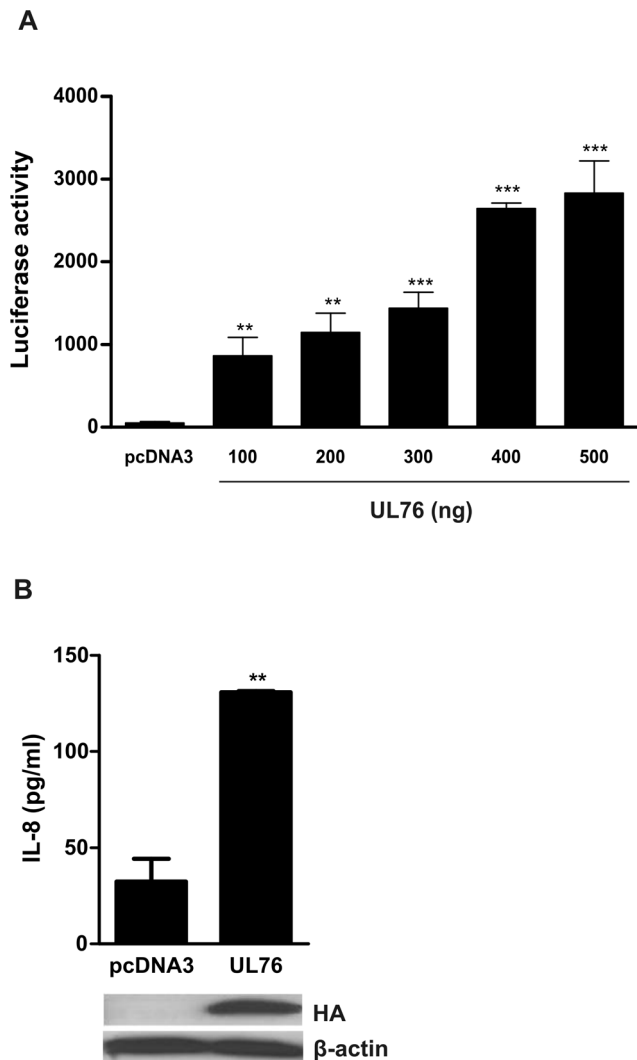 A
Luciferase activity
4000
3000
2000
1000
0
** ** *** *** ***
pcDNA3 100 200 300 400 500
UL76 (ng)
B
IL-8 (pg/ml)
150
100
50
0
**
pcDNA3 UL76
HA
β-actin